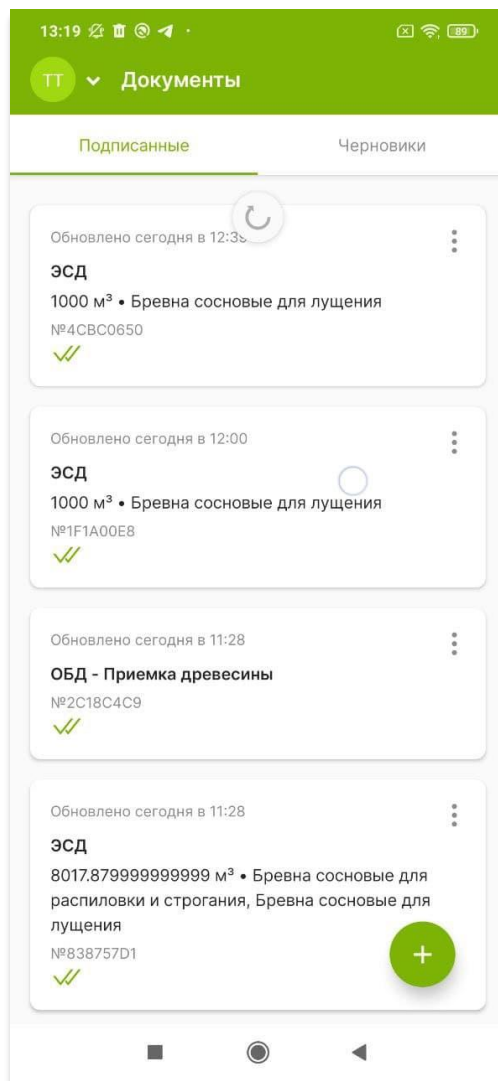 13:19
89
ТТ
Документы
Подписанные
Черновики
Обновлено сегодня в 12:39
ЭСД
1000 м³ • Бревна сосновые для лущения
№4CBC0650
Обновлено сегодня в 12:00
ЭСД
1000 м³ • Бревна сосновые для лущения
№1F1A00E8
Обновлено сегодня в 11:28
ОБД - Приемка древесины
№2C18C4C9
Обновлено сегодня в 11:28
ЭСД
8017.879999999999 м³ • Бревна сосновые для
распиловки и строгания, Бревна сосновые для
лущения
№838757D1